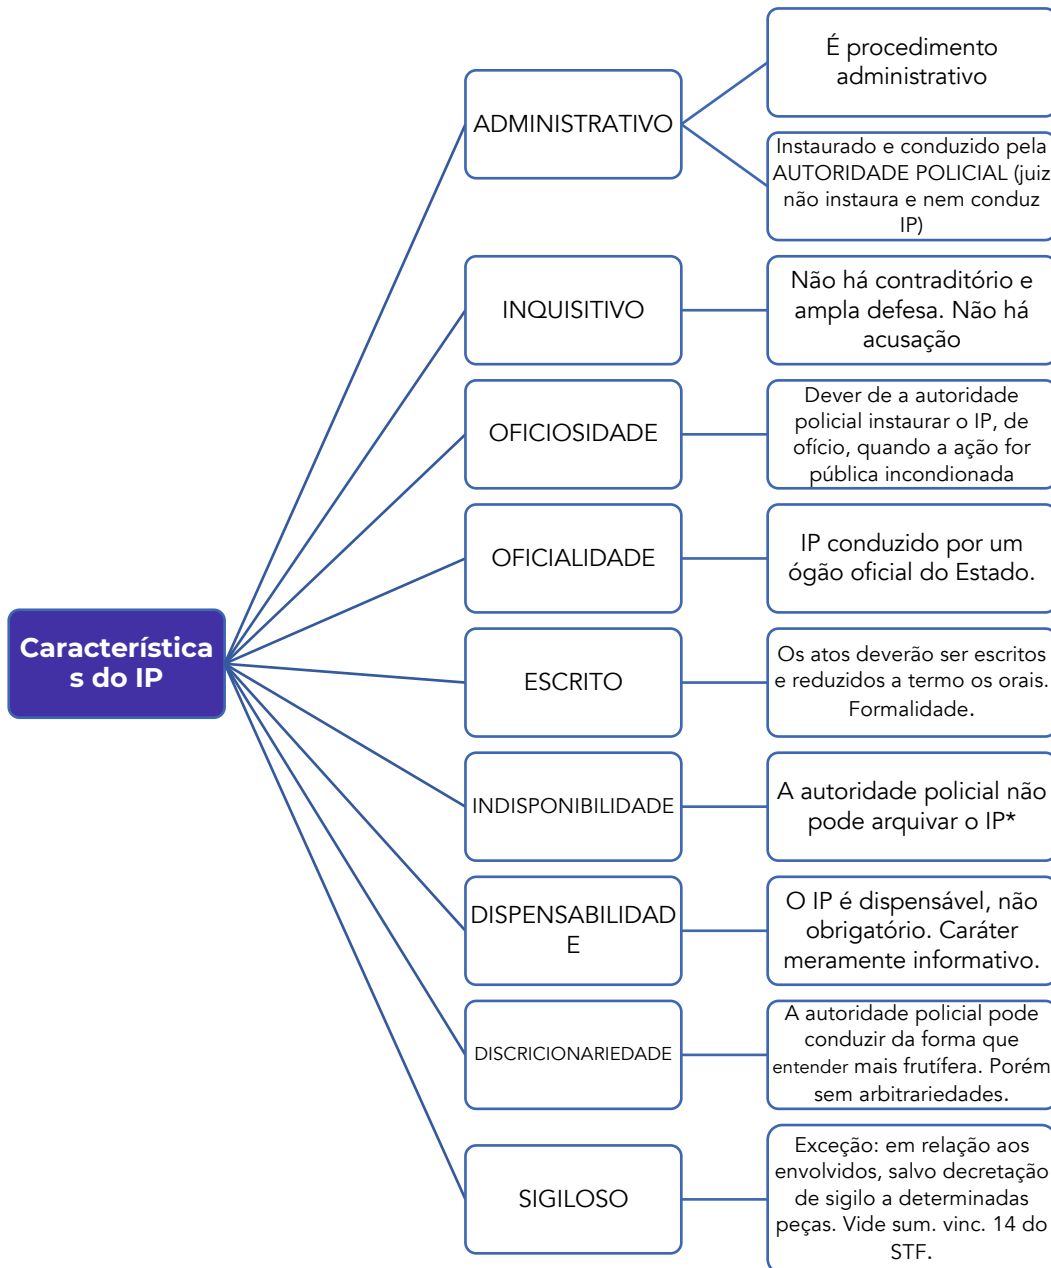 Característica
s do IP
ADMINISTRATIVO
É procedimento
administrativo
Instaurado e conduzido pela
AUTORIDADE POLICIAL (juiz
não instaura e nem conduz
IP)
INQUISITIVO
Não há contraditório e
ampla defesa. Não há
acusação
OFICIOSIDADE
Dever de a autoridade
policial instaurar o IP, de
ofício, quando a ação for
pública incondionada
OFICIALIDADE
IP conduzido por um
ógão oficial do Estado.
ESCRITO
Os atos deverão ser escritos
e reduzidos a termo os orais.
Formalidade.
INDISPONIBILIDADE
A autoridade policial não
pode arquivar o IP*
DISPENSABILIDAD
E
O IP é dispensável, não
obrigatório. Caráter
meramente informativo.
DISCRICIONARIEDADE
A autoridade policial pode
conduzir da forma que
entender mais frutífera. Porém
sem arbitrariedades.
SIGILOSO
Exceção: em relação aos
envolvidos, salvo decretação
de sigilo a determinadas
peças. Vide sum. vinc. 14 do
STF.